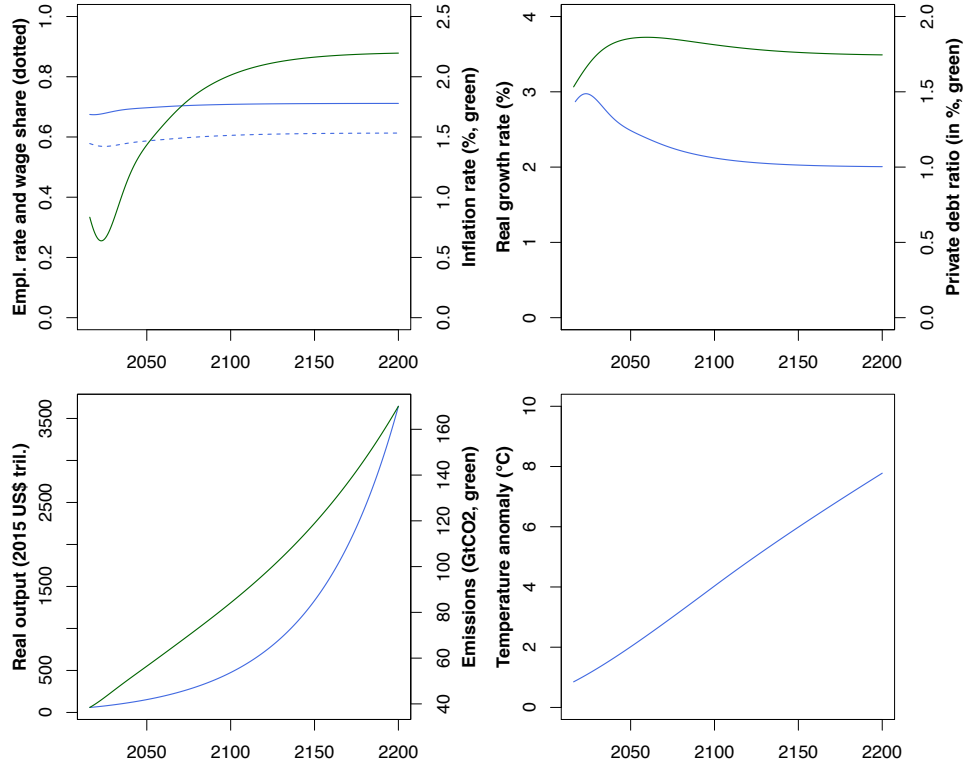 Empl. rate and wage share (dotted)
0.0 0.2 0.4 0.6 0.8 1.0
0.0 0.5 1.0 1.5 2.0 2.5
Inflation rate (%, green)
2050 2100 2150 2200
Real growth rate (%)
0 1 2 3 4
0.0 0.5 1.0 1.5 2.0
Private debt ratio (in %, green)
2050 2100 2150 2200
Real output (2015 US$ tril.)
0 500 1500 2500 3500
40 60 80 100 120 140 160
Emissions (GtCO2, green)
2050 2100 2150 2200
Temperature anomaly (°C)
0 2 4 6 8 10
2050 2100 2150 2200